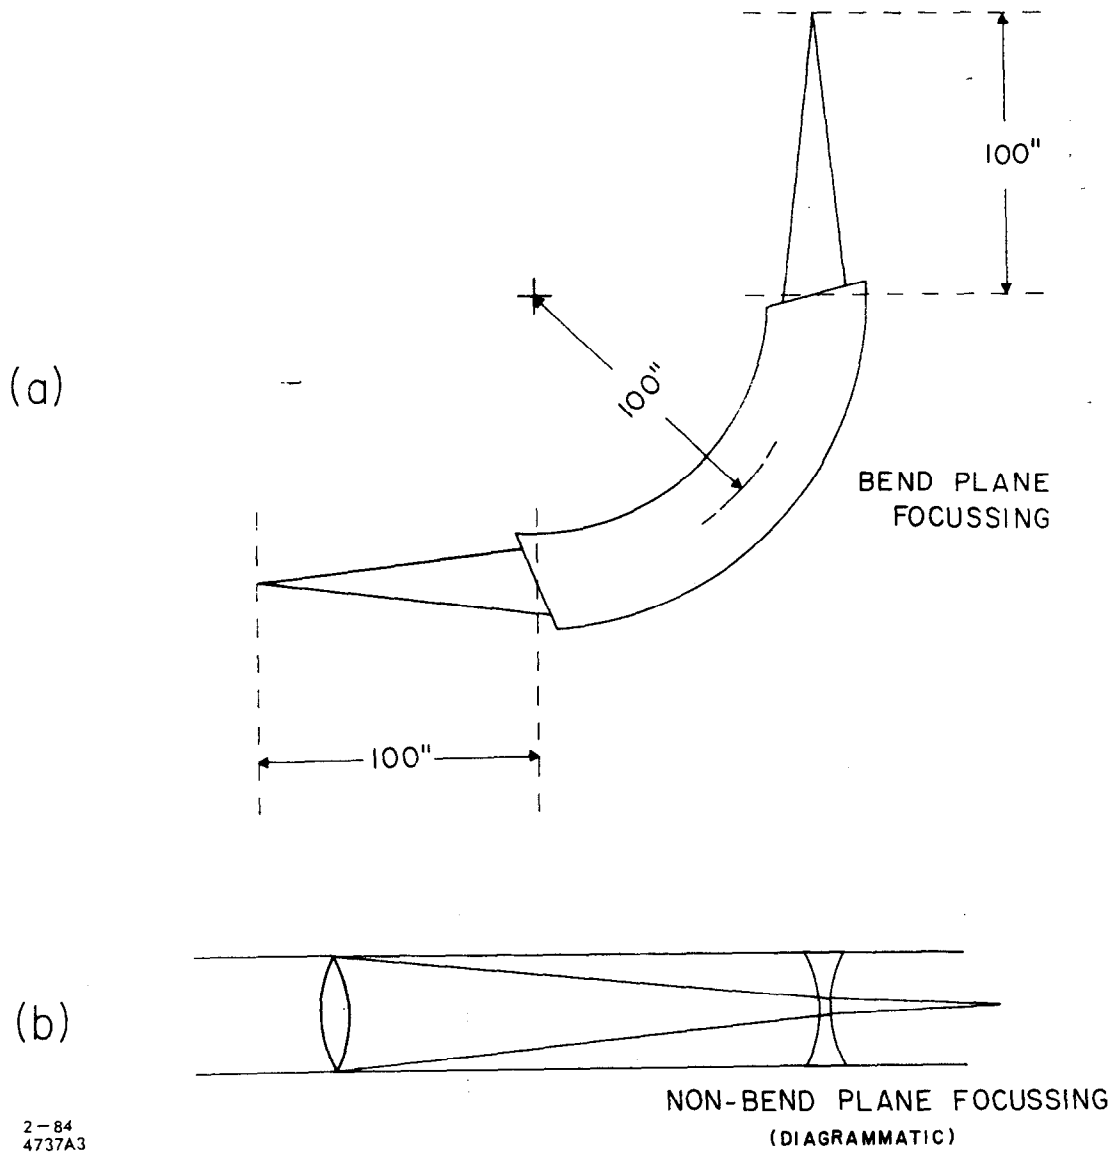 100"
(a)
100"
BEND PLANE
FOCUSSING
100"
(b)
NON-BEND PLANE FOCUSSING
(DIAGRAMMATIC)
2-84
4737A3